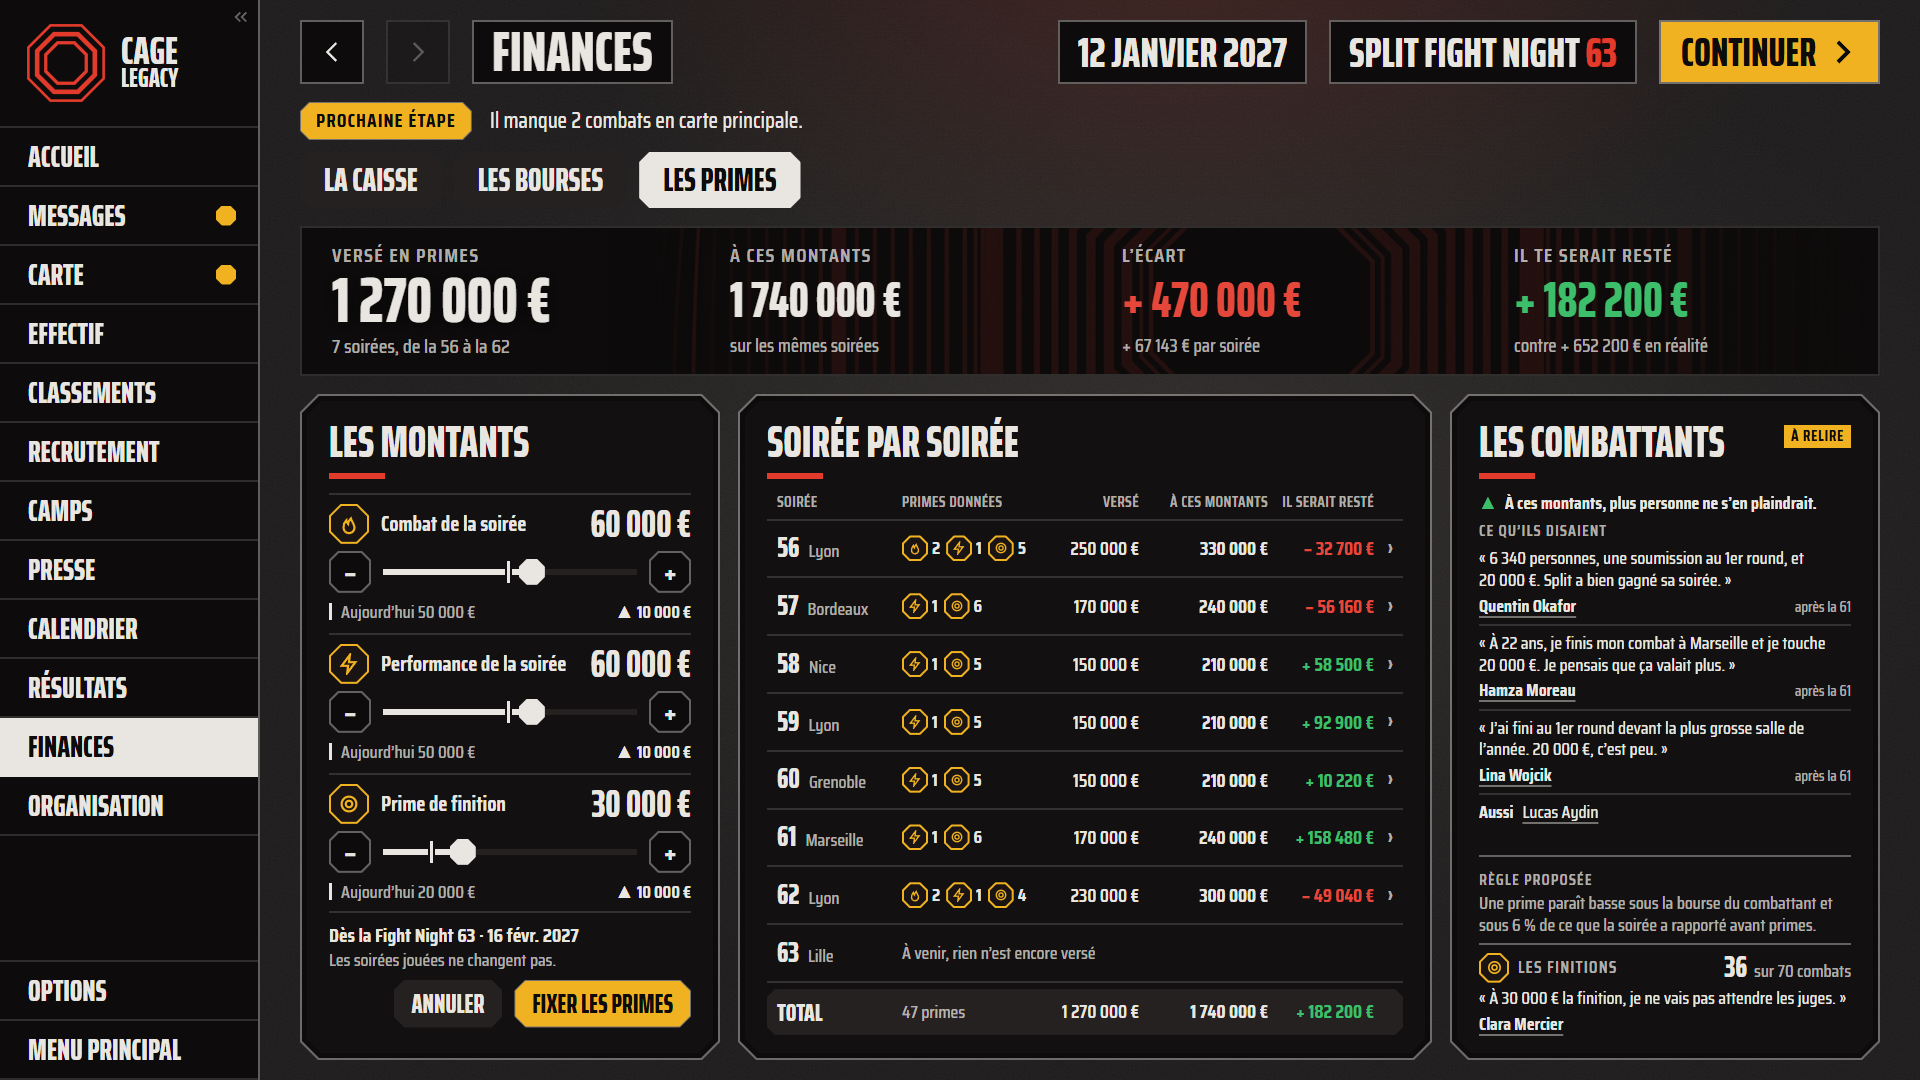 CAGE
LEGACY
ACCUEIL
MESSAGES
CARTE
EFFECTIF
CLASSEMENTS
RECRUTEMENT
CAMPS
PRESSE
CALENDRIER
RÉSULTATS
FINANCES
ORGANISATION
OPTIONS
MENU PRINCIPAL
FINANCES
12 JANVIER 2027
SPLIT FIGHT NIGHT 63
CONTINUER
PROCHAINE ÉTAPE Il manque 2 combats en carte principale.
LA CAISSE LES BOURSES LES PRIMES
VERSÉ EN PRIMES
1 270 000 €
7 soirées, de la 56 à la 62
À CES MONTANTS
1 740 000 €
sur les mêmes soirées
L'ÉCART
+ 470 000 €
+ 67 143 € par soirée
IL TE SERAIT RESTÉ
+ 182 200 €
contre + 652 200 € en réalité
LES MONTANTS
Combat de la soirée 60 000 €
− +
Aujourd'hui 50 000 € ▲ 10 000 €
Performance de la soirée 60 000 €
− +
Aujourd'hui 50 000 € ▲ 10 000 €
Prime de finition 30 000 €
− +
Aujourd'hui 20 000 € ▲ 10 000 €
Dès la Fight Night 63 · 16 févr. 2027
Les soirées jouées ne changent pas.
ANNULER FIXER LES PRIMES
SOIRÉE PAR SOIRÉE
SOIRÉE PRIMES DONNÉES VERSÉ À CES MONTANTS IL SERAIT RESTÉ
56 Lyon 2 1 5 250 000 € 330 000 € − 32 700 € ›
57 Bordeaux 1 6 170 000 € 240 000 € − 56 160 € ›
58 Nice 1 5 150 000 € 210 000 € + 58 500 € ›
59 Lyon 1 5 150 000 € 210 000 € + 92 900 € ›
60 Grenoble 1 5 150 000 € 210 000 € + 10 220 € ›
61 Marseille 1 6 170 000 € 240 000 € + 158 480 € ›
62 Lyon 2 1 4 230 000 € 300 000 € − 49 040 € ›
63 Lille À venir, rien n'est encore versé
TOTAL 47 primes 1 270 000 € 1 740 000 € + 182 200 €
LES COMBATTANTS À RELIRE
▲ À ces montants, plus personne ne s'en plaindrait.
CE QU'ILS DISAIENT
« 6 340 personnes, une soumission au 1er round, et
20 000 €. Split a bien gagné sa soirée. »
Quentin Okafor après la 61
« À 22 ans, je finis mon combat à Marseille et je touche
20 000 €. Je pensais que ça valait plus. »
Hamza Moreau après la 61
« J'ai fini au 1er round devant la plus grosse salle de
l'année. 20 000 €, c'est peu. »
Lina Wojcik après la 61
Aussi Lucas Aydin
RÈGLE PROPOSÉE
Une prime paraît basse sous la bourse du combattant et
sous 6 % de ce que la soirée a rapporté avant primes.
LES FINITIONS 36 sur 70 combats
« À 30 000 € la finition, je ne vais pas attendre les juges. »
Clara Mercier